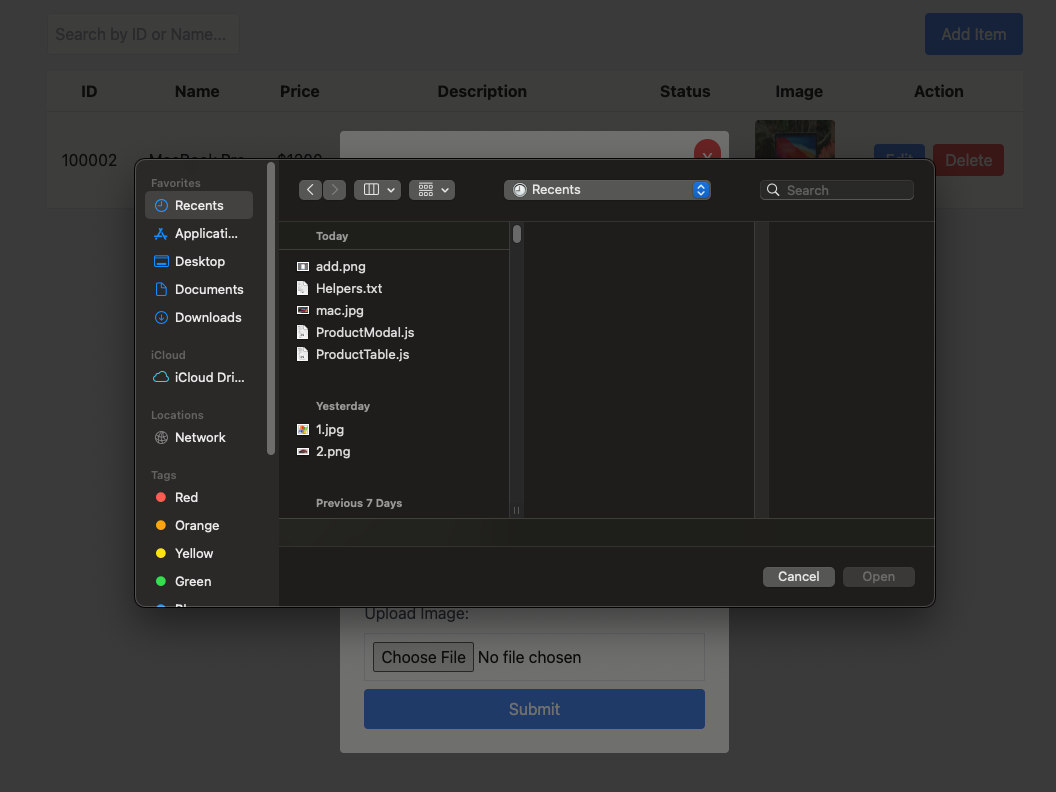 Search by ID or Name...
Add Item
ID Name Price Description Status Image Action
100002 MacBook Pro $1200 Edit Delete
X
Favorites
Recents
Applicati...
Desktop
Documents
Downloads
iCloud
iCloud Dri...
Locations
Network
Tags
Red
Orange
Yellow
Green
Recents
Search
Today
add.png
Helpers.txt
mac.jpg
ProductModal.js
ProductTable.js
Yesterday
1.jpg
2.png
Previous 7 Days
Cancel
Open
Upload Image:
Choose File No file chosen
Submit